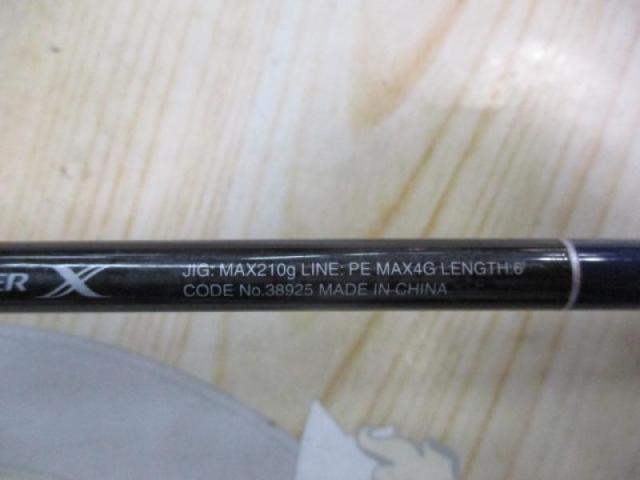 ER X
JIG: MAX210g LINE: PE MAX4G LENGTH:6'
CODE No.38925 MADE IN CHINA